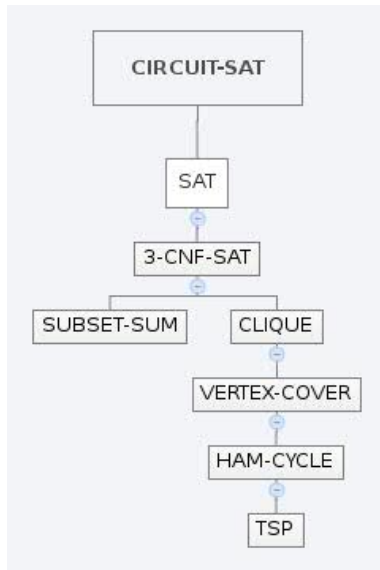 CIRCUIT-SAT
SAT
3-CNF-SAT
SUBSET-SUM
CLIQUE
VERTEX-COVER
HAM-CYCLE
TSP